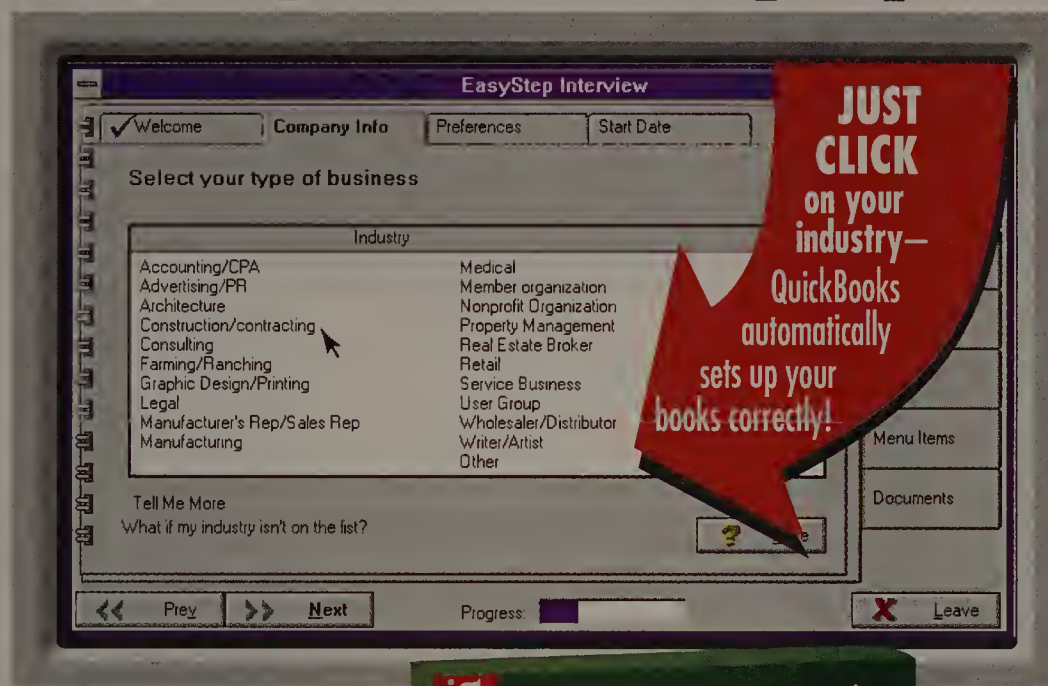 EasyStep Interview
Welcome
Company Info
Preferences
Start Date
Select your type of business
Industry
Accounting/CPA
Advertising/PR
Architecture
Construction/contracting
Consulting
Farming/Ranching
Graphic Design/Printing
Legal
Manufacturer's Rep/Sales Rep
Manufacturing
Medical
Member organization
Nonprofit Organization
Property Management
Real Estate Broker
Retail
Service Business
User Group
Wholesaler/Distributor
Writer/Artist
Other
JUST
CLICK
on your
industry—
QuickBooks
automatically
sets up your
books correctly!
Menu Items
Documents
Tell Me More
What if my industry isn't on the list?
Prev
Next
Progress:
Leave